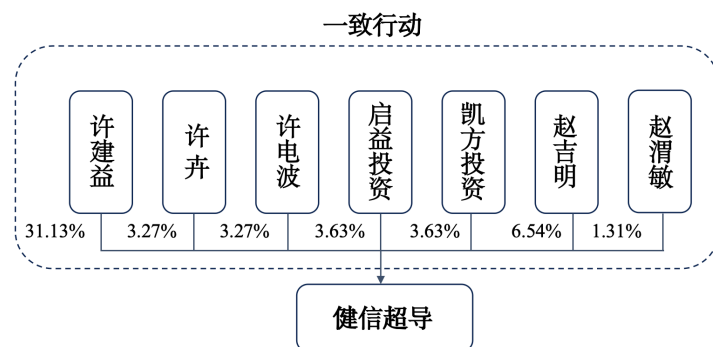 一致行动
许建益
许卉
许电波
启益投资
凯方投资
赵吉明
赵渭敏
31.13%
3.27%
3.27%
3.63%
3.63%
6.54%
1.31%
健信超导